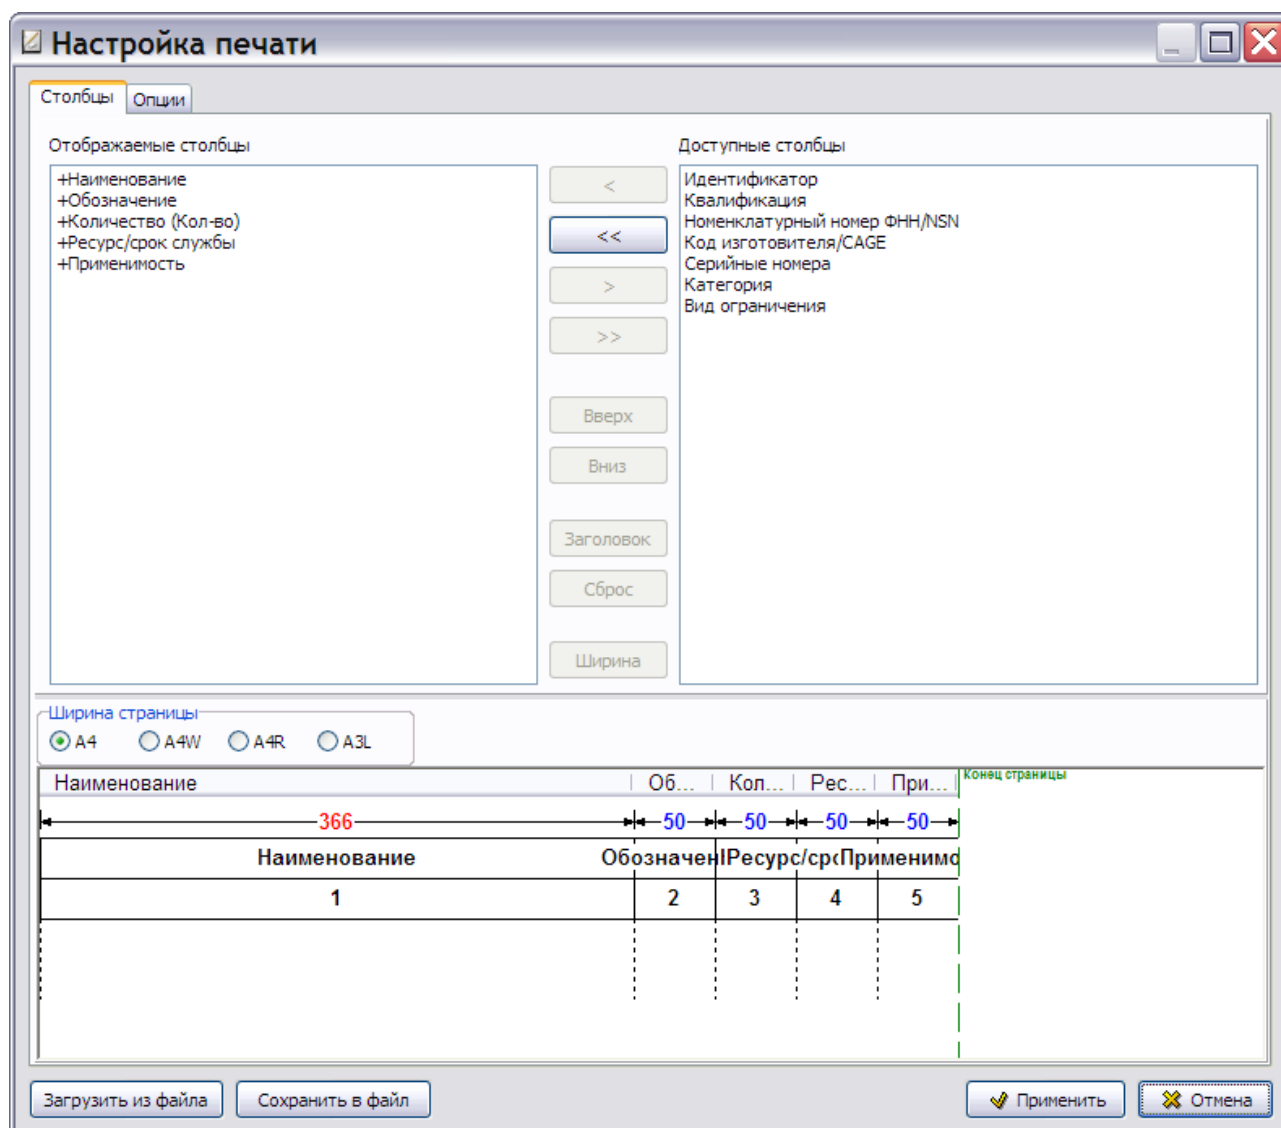 Настройка печати
Столбцы Опции
Отображаемые столбцы
+Наименование
+Обозначение
+Количество (Кол-во)
+Ресурс/срок службы
+Применимость
<
<<
>
>>
Вверх
Вниз
Заголовок
Сброс
Ширина
Доступные столбцы
Идентификатор
Квалификация
Номенклатурный номер ФНН/NSN
Код изготовителя/CAGE
Серийные номера
Категория
Вид ограничения
Ширина страницы
A4 A4W A4R A3L
Наименование Об... Кол... Рес... При... Конец страницы
366 50 50 50 50
Наименование Обозначен Ресурс/срс Применимо
1 2 3 4 5
Загрузить из файла Сохранить в файл Применить Отмена